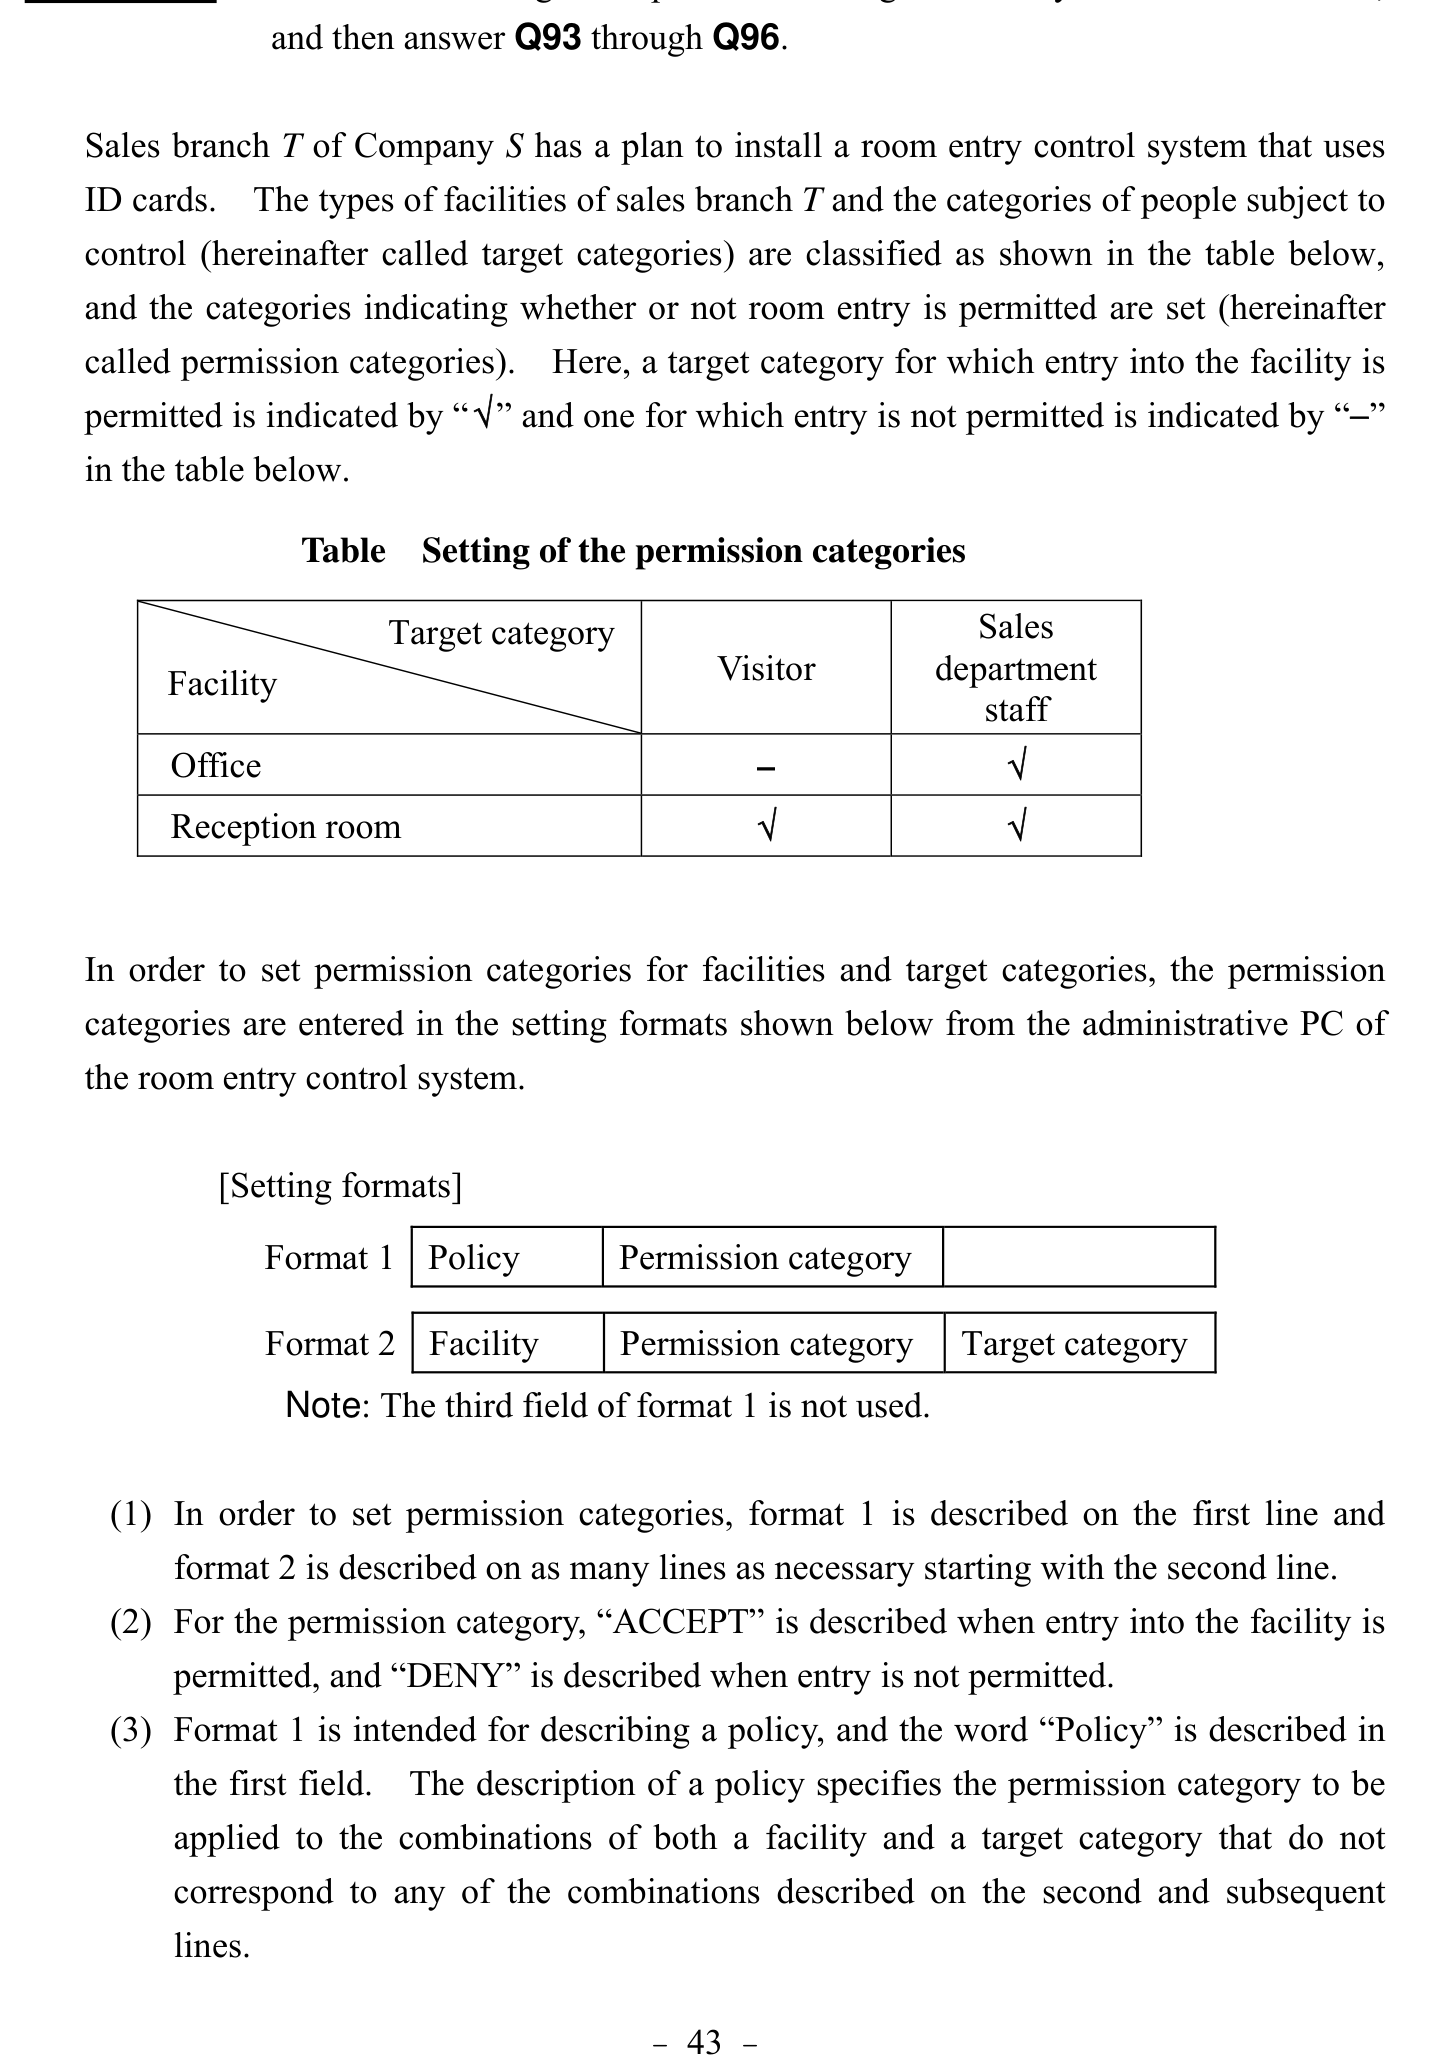 and then answer Q93 through Q96.
Sales branch T of Company S has a plan to install a room entry control system that uses
ID cards. The types of facilities of sales branch T and the categories of people subject to
control (hereinafter called target categories) are classified as shown in the table below,
and the categories indicating whether or not room entry is permitted are set (hereinafter
called permission categories). Here, a target category for which entry into the facility is
permitted is indicated by “√” and one for which entry is not permitted is indicated by “–”
in the table below.
Table Setting of the permission categories
Target category
Facility
Visitor
Sales
department
staff
Office – √
Reception room √ √
In order to set permission categories for facilities and target categories, the permission
categories are entered in the setting formats shown below from the administrative PC of
the room entry control system.
[Setting formats]
Format 1 Policy Permission category
Format 2 Facility Permission category Target category
Note: The third field of format 1 is not used.
(1) In order to set permission categories, format 1 is described on the first line and
format 2 is described on as many lines as necessary starting with the second line.
(2) For the permission category, “ACCEPT” is described when entry into the facility is
permitted, and “DENY” is described when entry is not permitted.
(3) Format 1 is intended for describing a policy, and the word “Policy” is described in
the first field. The description of a policy specifies the permission category to be
applied to the combinations of both a facility and a target category that do not
correspond to any of the combinations described on the second and subsequent
lines.
– 43 –